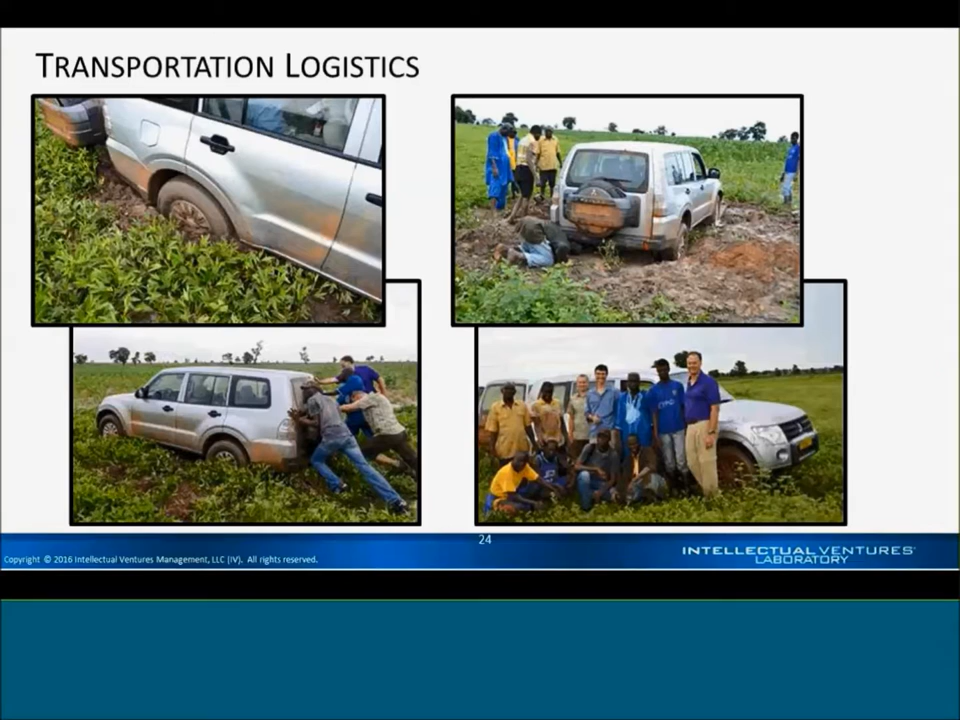 TRANSPORTATION LOGISTICS
24
Copyright © 2016 Intellectual Ventures Management, LLC (IV). All rights reserved.
INTELLECTUAL VENTURES®
LABORATORY